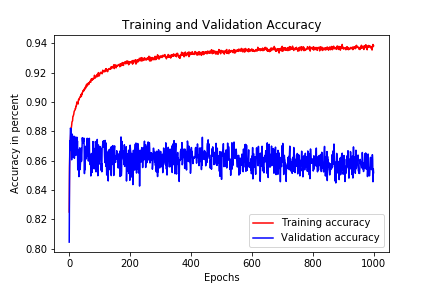 Training and Validation Accuracy
0.94
0.92
0.90
0.88
0.86
0.84
0.82
0.80
Accuracy in percent
0 200 400 600 800 1000
Epochs
Training accuracy
Validation accuracy